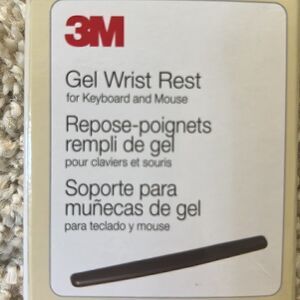 3M
Gel Wrist Rest
for Keyboard and Mouse
Repose-poignets
rempli de gel
pour claviers et souris
Soporte para
muñecas de gel
para teclado y mouse